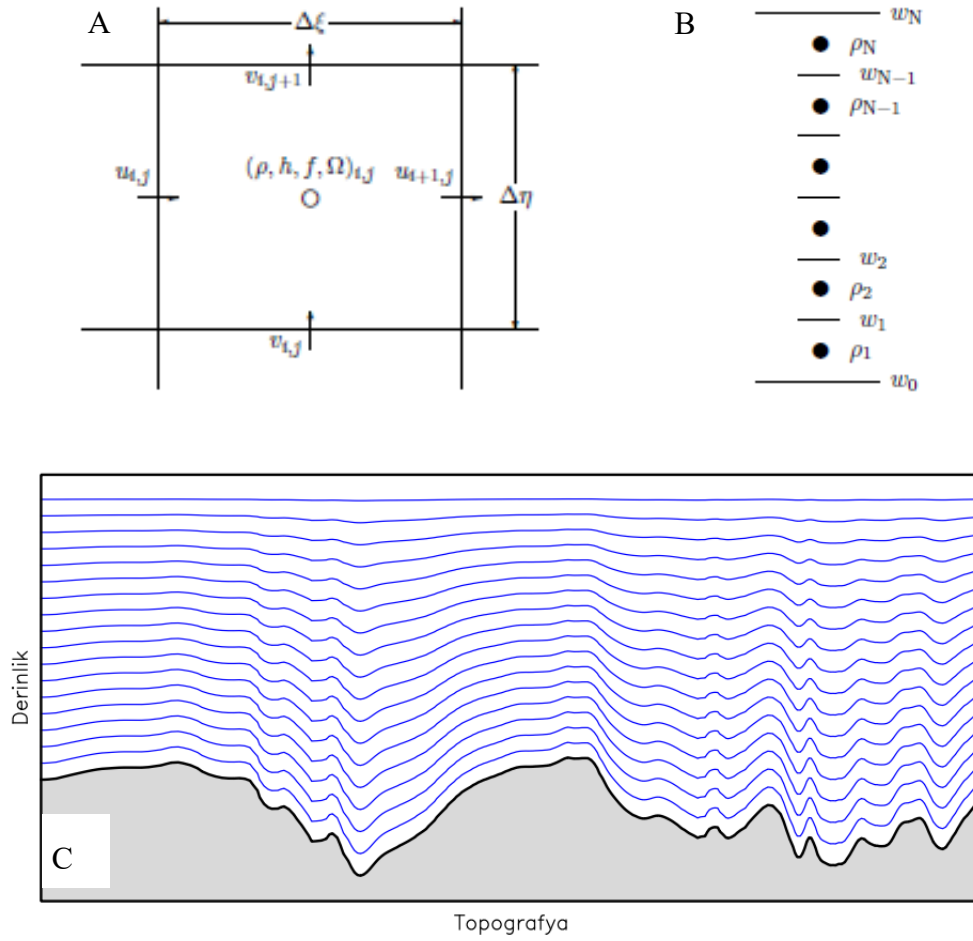 A
Δξ
v_{i,j+1}
(ρ, h, f, Ω)_{i,j}
u_{i,j}
u_{i+1,j}
Δη
v_{i,j}
B
w_N
ρ_N
w_{N−1}
ρ_{N−1}
w_2
ρ_2
w_1
ρ_1
w_0
Derinlik
C
Topografya